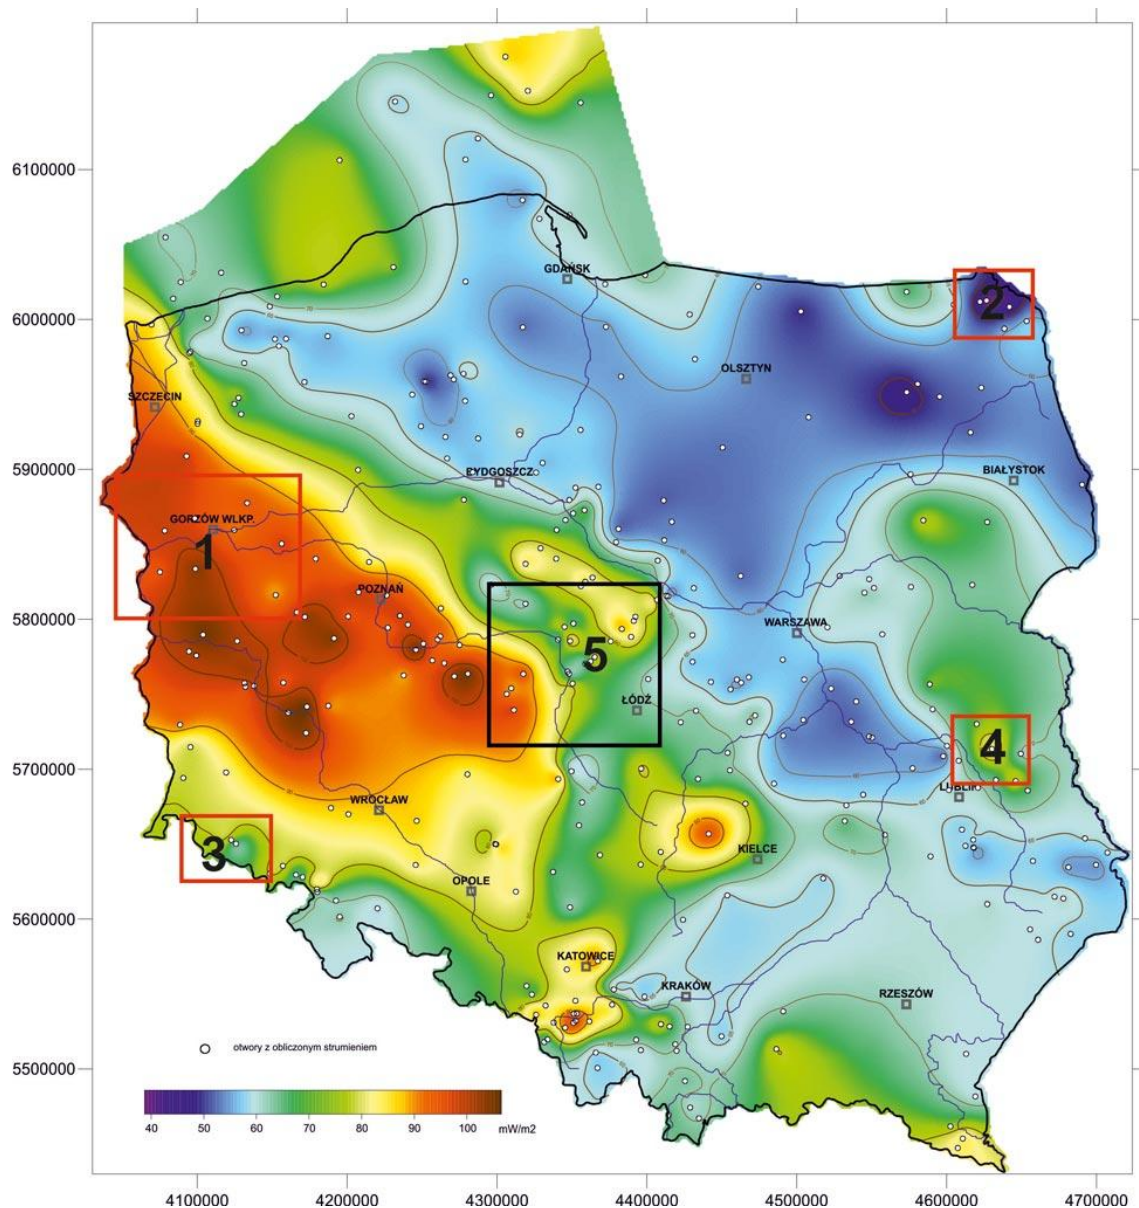 6100000
GDAŃSK
2
6000000
OLSZTYN
SZCZECIN
5900000
BYDGOSZCZ
BIAŁYSTOK
GORZÓW WLKP.
1
POZNAŃ
5800000
WARSZAWA
5
ŁÓDŹ
4
5700000
LUBLIN
WROCŁAW
3
KIELCE
OPOLE
5600000
KATOWICE
KRAKÓW
RZESZÓW
otwory z obliczonym strumieniem
5500000
40 50 60 70 80 90 100 mW/m2
4100000 4200000 4300000 4400000 4500000 4600000 4700000